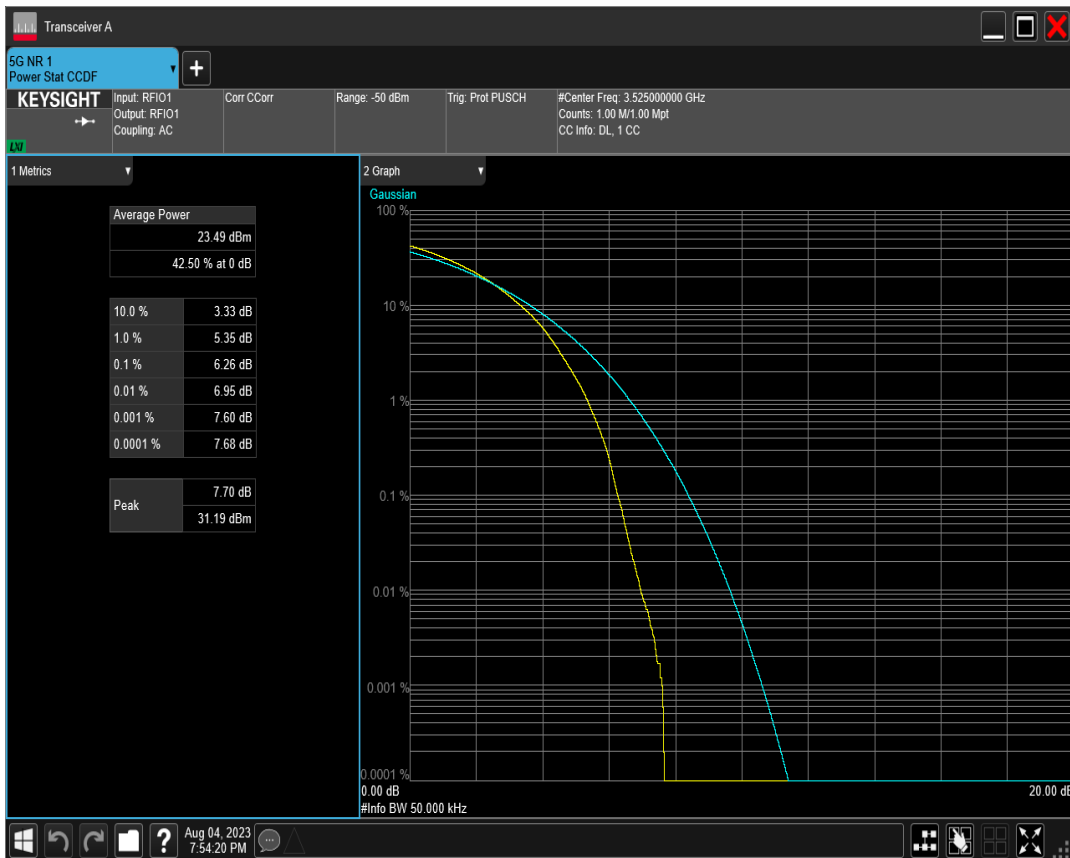 Transceiver A
5G NR 1
Power Stat CCDF
+
KEYSIGHT
LXI
Input: RFIO1
Output: RFIO1
Coupling: AC
Corr CCorr
Range: -50 dBm
Trig: Prot PUSCH
#Center Freq: 3.525000000 GHz
Counts: 1.00 M/1.00 Mpt
CC Info: DL, 1 CC
1 Metrics
Average Power
23.49 dBm
42.50 % at 0 dB
10.0 % 3.33 dB
1.0 % 5.35 dB
0.1 % 6.26 dB
0.01 % 6.95 dB
0.001 % 7.60 dB
0.0001 % 7.68 dB
Peak
7.70 dB
31.19 dBm
2 Graph
Gaussian
100 %
10 %
1 %
0.1 %
0.01 %
0.001 %
0.0001 %
0.00 dB 20.00 dB
#Info BW 50.000 kHz
?
Aug 04, 2023
7:54:20 PM